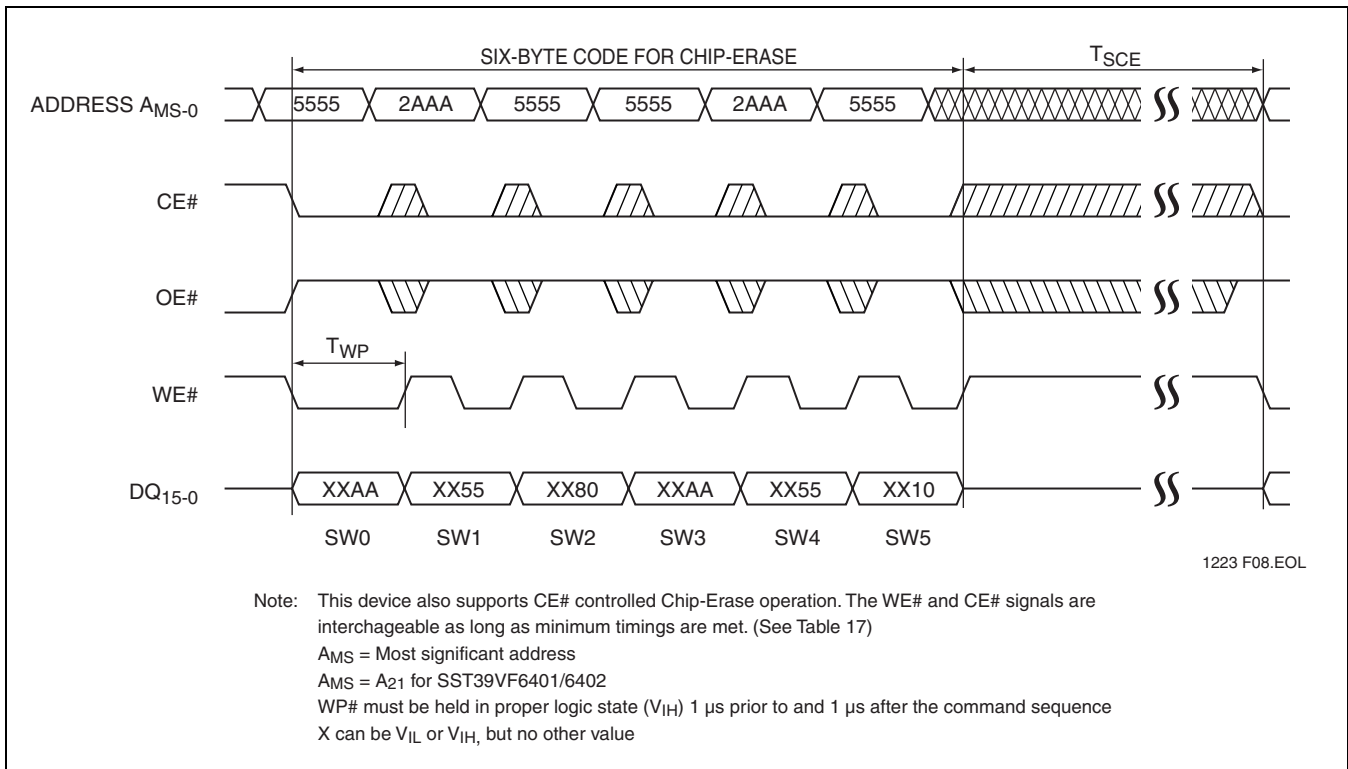 SIX-BYTE CODE FOR CHIP-ERASE TSCE
ADDRESS AMS-0 5555 2AAA 5555 5555 2AAA 5555
CE#
OE#
TWP
WE#
DQ15-0 XXAA XX55 XX80 XXAA XX55 XX10
SW0 SW1 SW2 SW3 SW4 SW5
1223 F08.EOL
Note: This device also supports CE# controlled Chip-Erase operation. The WE# and CE# signals are
interchageable as long as minimum timings are met. (See Table 17)
AMS = Most significant address
AMS = A21 for SST39VF6401/6402
WP# must be held in proper logic state (VIH) 1 µs prior to and 1 µs after the command sequence
X can be VIL or VIH, but no other value